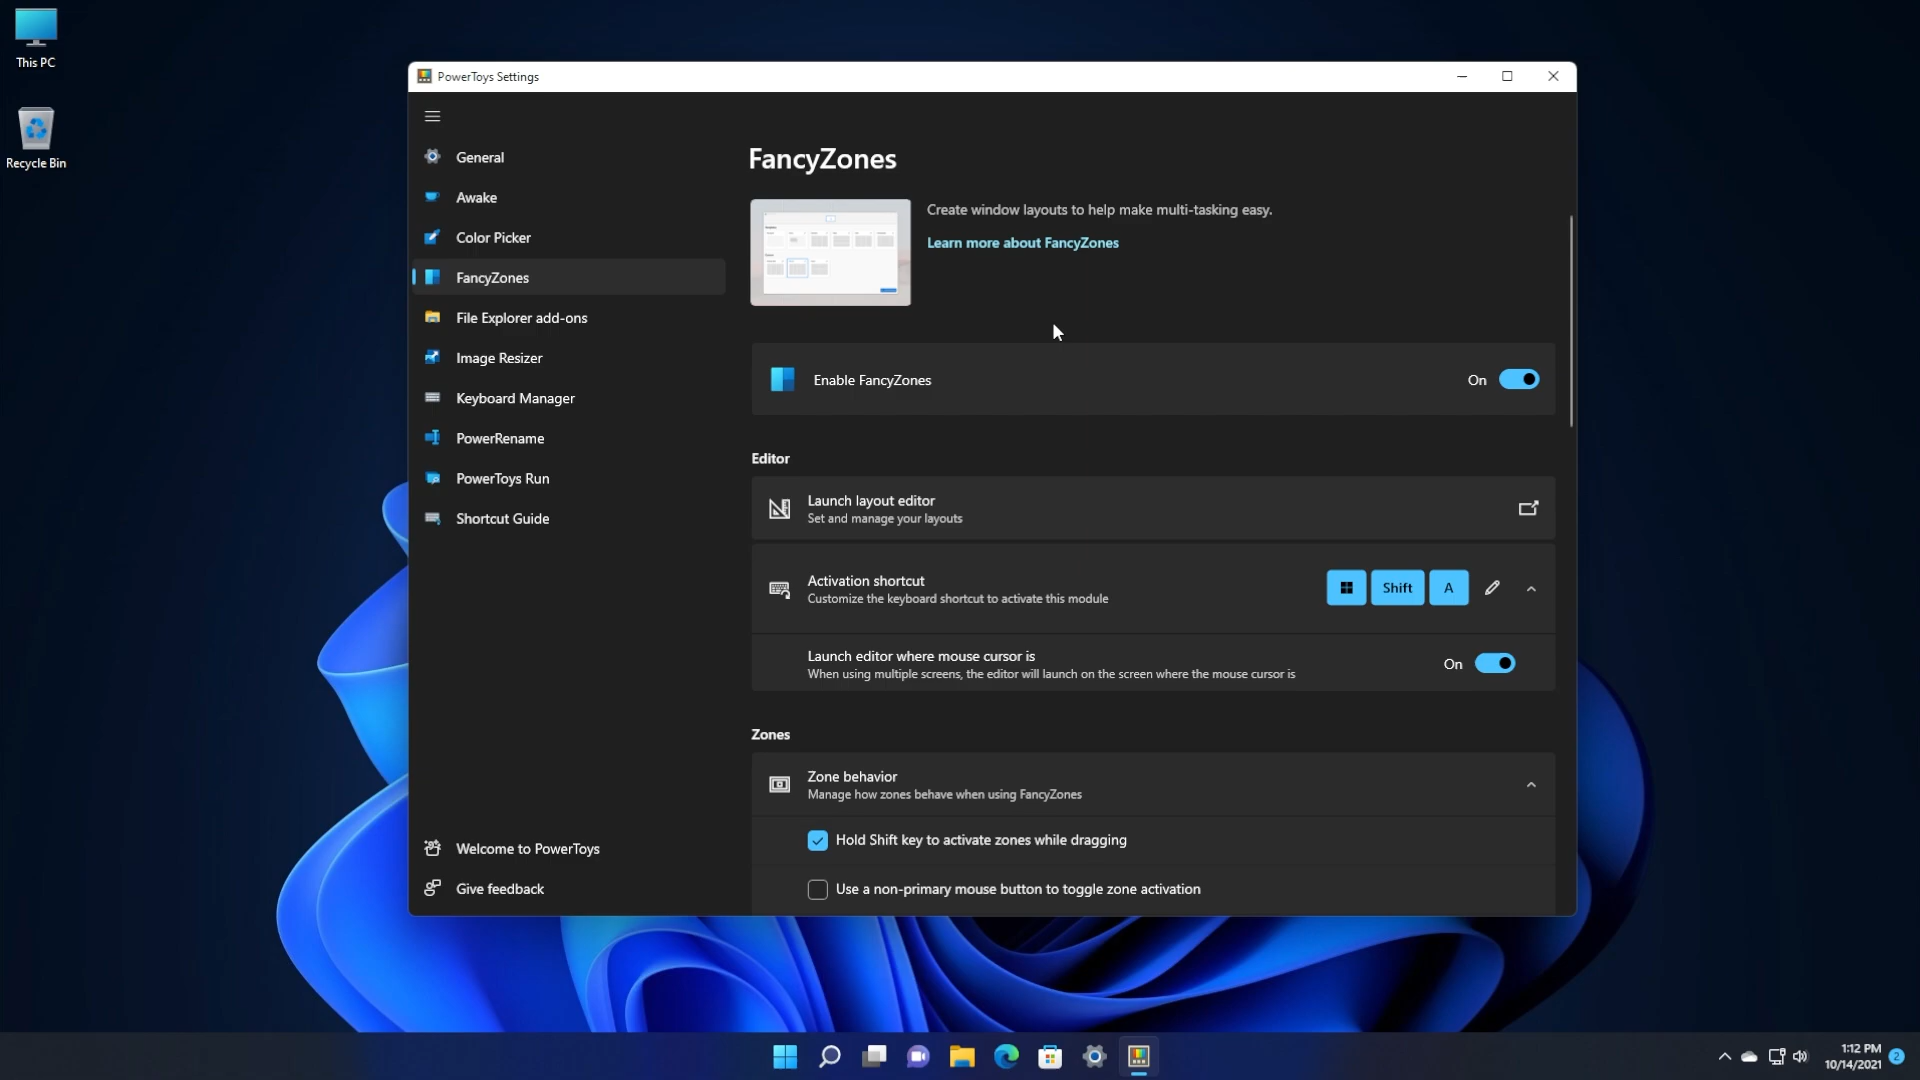 This PC
Recycle Bin
PowerToys Settings
General
Awake
Color Picker
FancyZones
File Explorer add-ons
Image Resizer
Keyboard Manager
PowerRename
PowerToys Run
Shortcut Guide
Welcome to PowerToys
Give feedback
FancyZones
Create window layouts to help make multi-tasking easy.
Learn more about FancyZones
Enable FancyZones
On
Editor
Launch layout editor
Set and manage your layouts
Activation shortcut
Customize the keyboard shortcut to activate this module
Shift
A
Launch editor where mouse cursor is
When using multiple screens, the editor will launch on the screen where the mouse cursor is
On
Zones
Zone behavior
Manage how zones behave when using FancyZones
Hold Shift key to activate zones while dragging
Use a non-primary mouse button to toggle zone activation
1:12 PM
10/14/2021
2